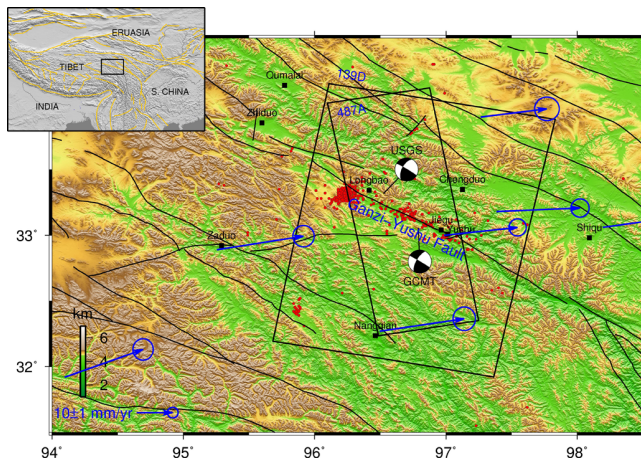 ERUASIA
TIBET
INDIA
S. CHINA
Qumalai
139D
Zhiduo
487A
USGS
Longbao
Chengduo
Ganzi-Yushu Fault
Jiegu
Yushu
Zaduo
Shiqu
GCMT
Nangqian
km
6
4
2
10±1 mm/yr
33˚
32˚
94˚ 95˚ 96˚ 97˚ 98˚